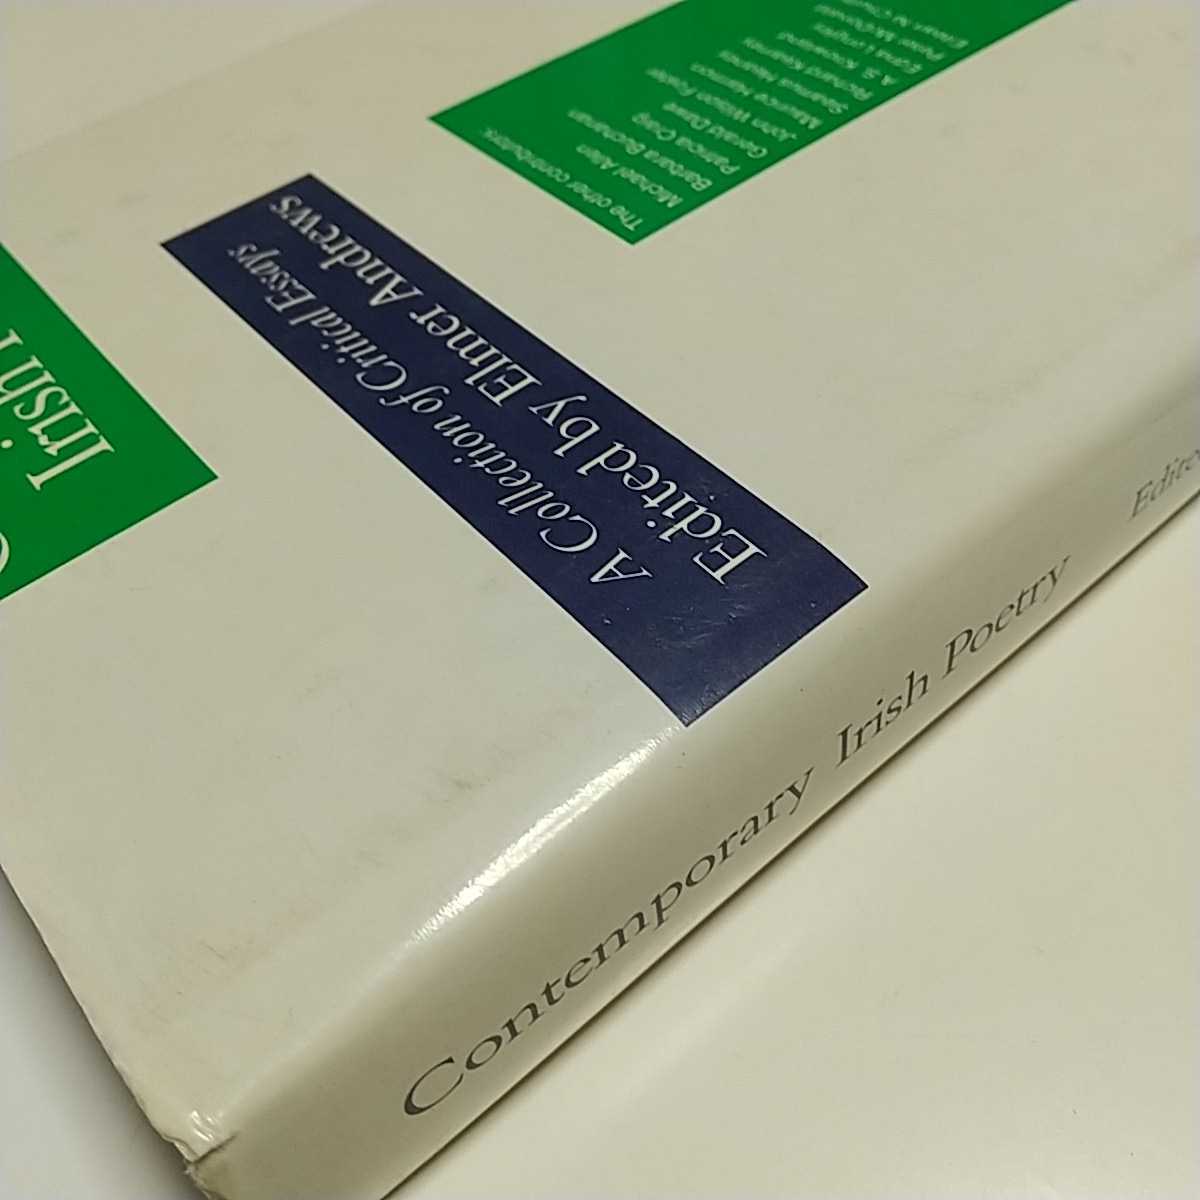 Irish
A Collection of Critical Essays
Edited by Elmer Andrews
The other contributors:
Michael Allen
Barbara Buchanan
Patricia Craig
Gerald Dawe
John Wilson Foster
Maurice Harmon
Seamus Heaney
Richard Kearney
A.S. Knowland
Edna Longley
Peter McDonald
Contemporary Irish Poetry